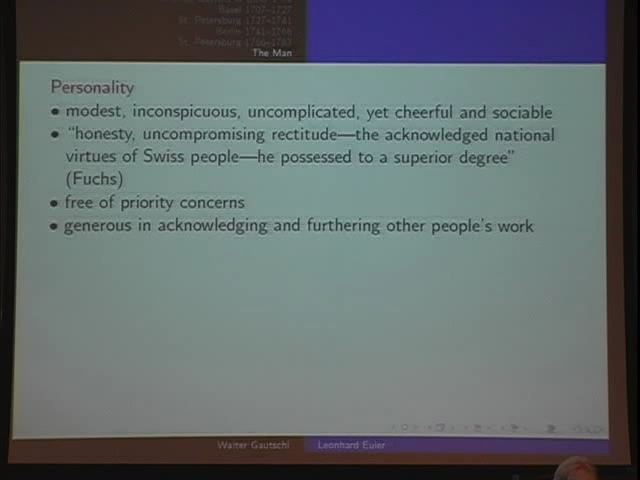 Basel 1707–1727
St. Petersburg 1727–1741
Berlin 1741–1766
St. Petersburg 1766–1783
The Man
Personality
• modest, inconspicuous, uncomplicated, yet cheerful and sociable
• “honesty, uncompromising rectitude—the acknowledged national
virtues of Swiss people—he possessed to a superior degree”
(Fuchs)
• free of priority concerns
• generous in acknowledging and furthering other people's work
Walter Gautschi Leonhard Euler